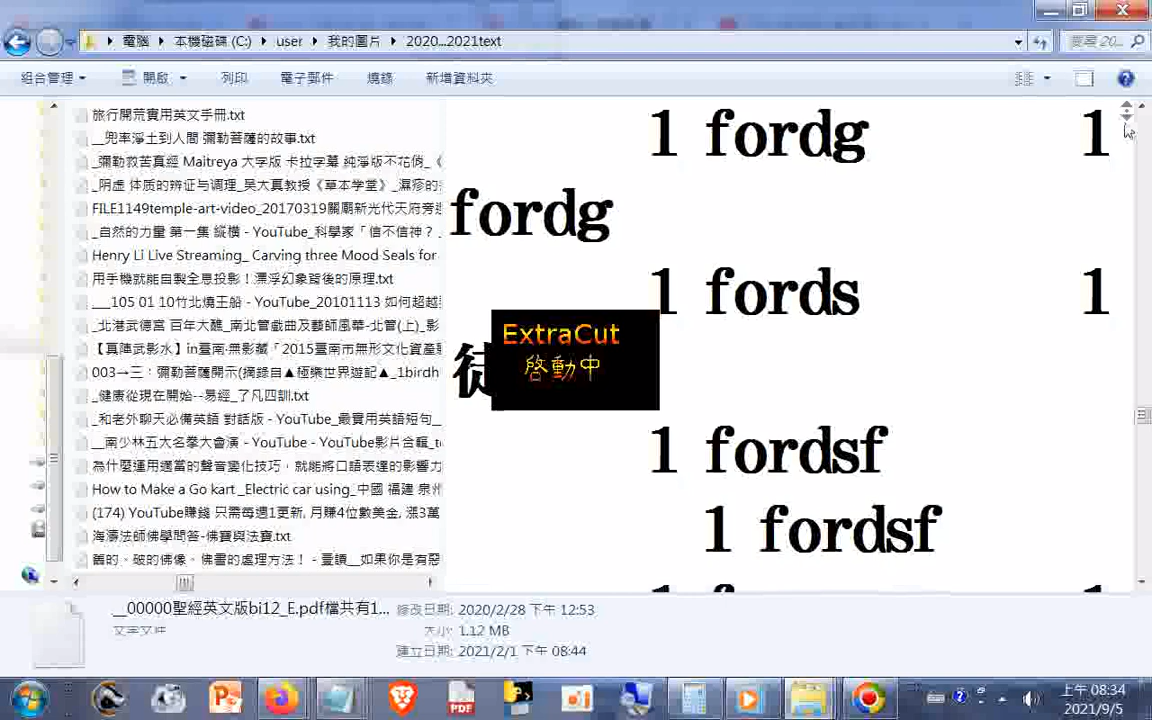 電腦 本機磁碟 (C:) user 我的圖片 2020...2021text 搜尋 20...
組合管理 開啟 列印 電子郵件 燒錄 新增資料夾
旅行開荒實用英文手冊.txt
__兜率淨土到人間 彌勒菩薩的故事.txt
_彌勒救苦真經 Maitreya 大字版 卡拉字幕 純淨版不花俏_《
_阴虚 体质的辨证与调理_吴大真教授《草本学堂》_濕疹的
FILE1149temple-art-video_20170319關廟新光代天府旁
_自然的力量 第一集 縱橫 - YouTube_科學家「信不信神？
Henry Li Live Streaming_ Carving three Mood Seals for
用手機就能自製全息投影！漂浮幻象背後的原理.txt
___105 01 10竹北燒王船 - YouTube_20101113 如何超越
_北港武德宮 百年大醮_南北管戲曲及藝師風華-北管(上)_影
【真陣武影水】in臺南·無影藏「2015臺南市無形文化資產
003→三：彌勒菩薩開示(摘錄自▲極樂世界遊記▲_1birdh
_健康從現在開始--易經_了凡四訓.txt
_和老外聊天必備英語 對話版 - YouTube_最實用英語短句_
__南少林五大名拳大會演 - YouTube - YouTube影片合輯_
為什麼運用適當的聲音變化技巧，就能將口語表達的影響力
How to Make a Go kart _Electric car using_中國 福建 泉州
(174) YouTube賺錢 只需每週1更新, 月賺4位數美金, 漲3萬
海濤法師佛學問答-佛寶與法寶.txt
舊的、破的佛像、佛書的處理方法！ - 壹讀__如果你是有惡
1 fordg 1
fordg
1 fords 1
徒
ExtraCut
啓動中
1 fordsf
1 fordsf
__00000聖經英文版bi12_E.pdf檔共有1... 修改日期: 2020/2/28 下午 12:53
文字文件 大小: 1.12 MB
建立日期: 2021/2/1 下午 08:44
PDF
上午 08:34
2021/9/5